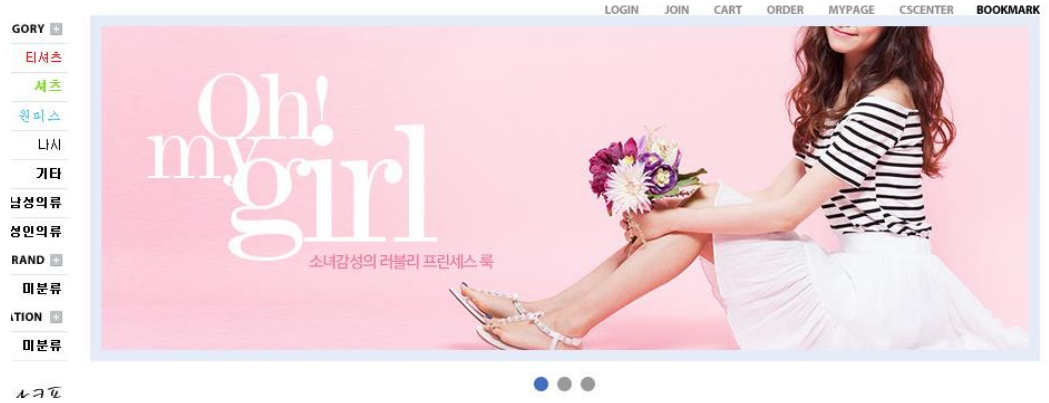 LOGIN JOIN CART ORDER MYPAGE CSCENTER BOOKMARK
GORY
티셔츠
셔츠
원피스
나시
기타
남성의류
성인의류
RAND
미분류
ATION
미분류
Oh!
my girl
소녀감성의 러블리 프린세스 룩